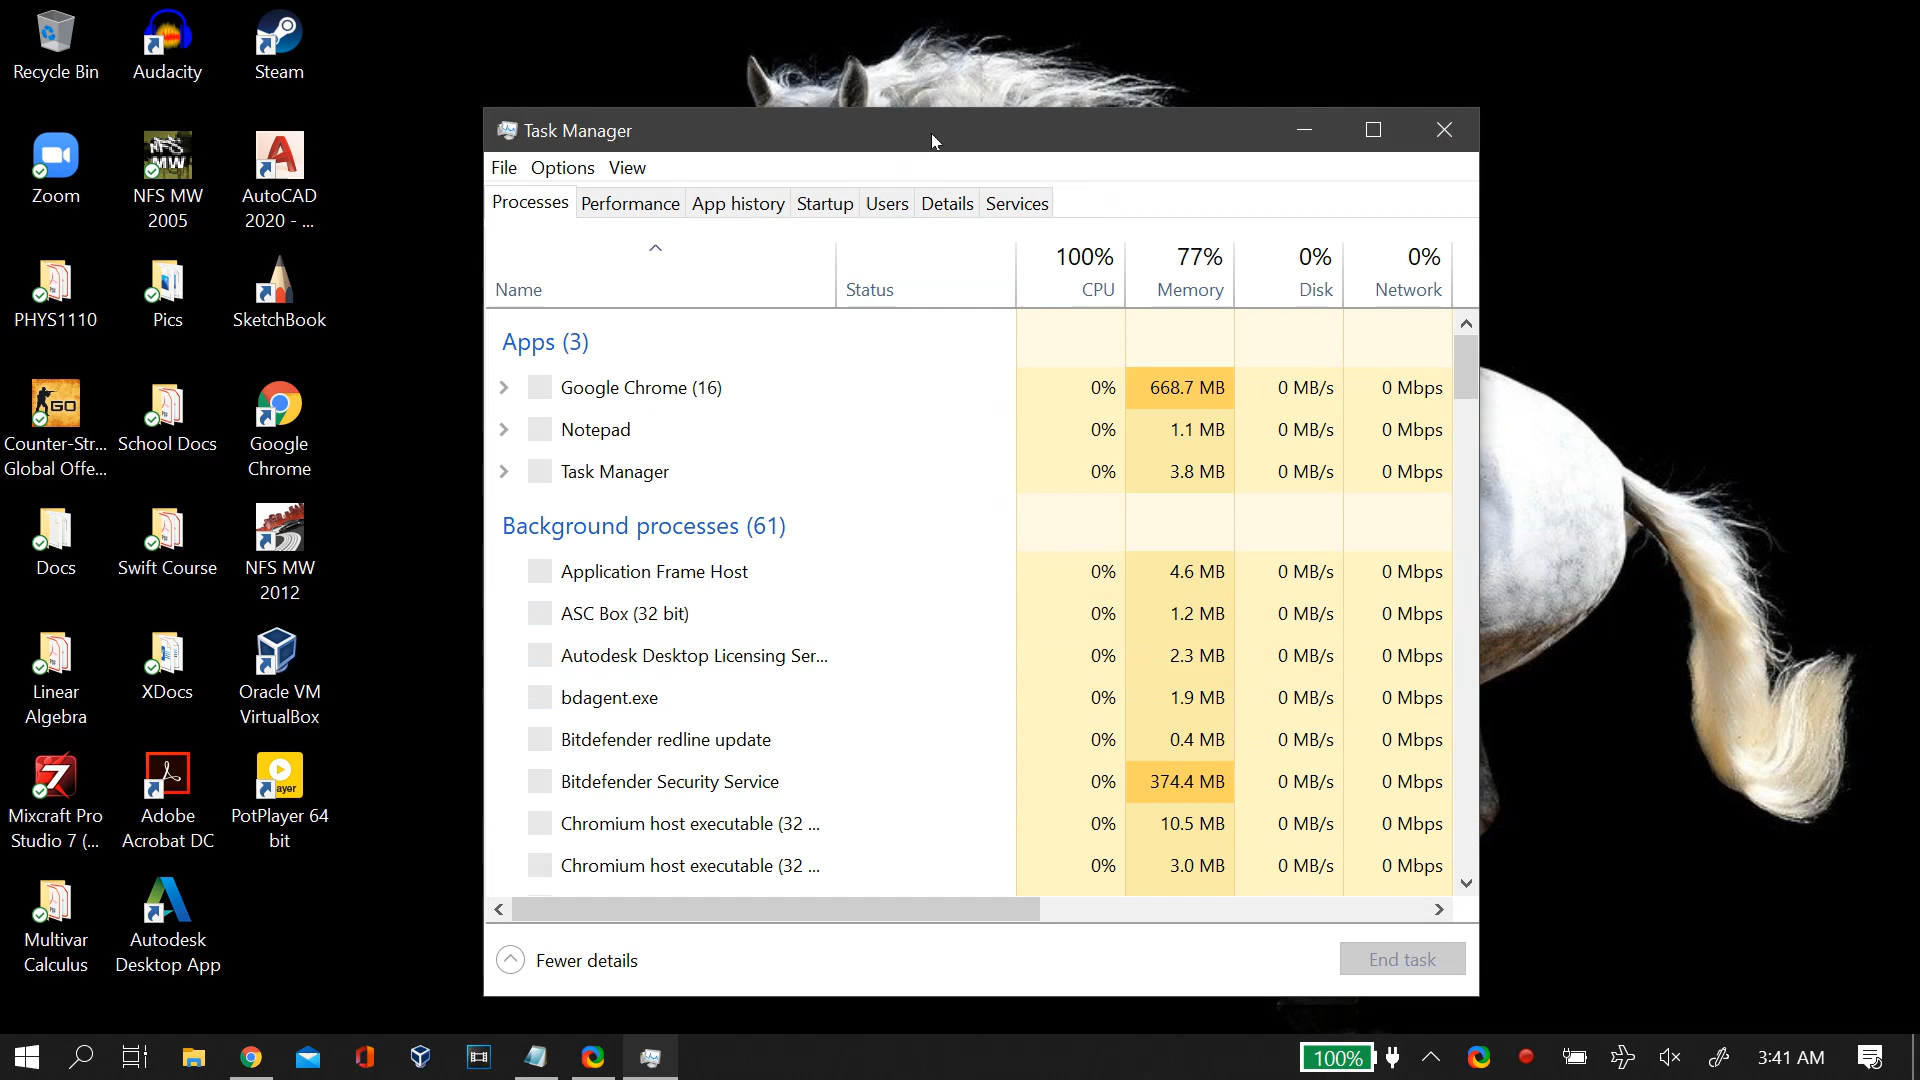 Recycle Bin
Audacity
Steam
Zoom
NFS MW
2005
AutoCAD
2020 - ...
PHYS1110
Pics
SketchBook
GO
Counter-Str...
Global Offe...
School Docs
Google
Chrome
Docs
Swift Course
NFS MW
2012
Linear
Algebra
XDocs
Oracle VM
VirtualBox
Mixcraft Pro
Studio 7 (...
Adobe
Acrobat DC
PotPlayer 64
bit
Multivar
Calculus
Autodesk
Desktop App
Task Manager
File Options View
Processes Performance App history Startup Users Details Services
100% 77% 0% 0%
Name Status CPU Memory Disk Network
Apps (3)
Google Chrome (16) 0% 668.7 MB 0 MB/s 0 Mbps
Notepad 0% 1.1 MB 0 MB/s 0 Mbps
Task Manager 0% 3.8 MB 0 MB/s 0 Mbps
Background processes (61)
Application Frame Host 0% 4.6 MB 0 MB/s 0 Mbps
ASC Box (32 bit) 0% 1.2 MB 0 MB/s 0 Mbps
Autodesk Desktop Licensing Ser... 0% 2.3 MB 0 MB/s 0 Mbps
bdagent.exe 0% 1.9 MB 0 MB/s 0 Mbps
Bitdefender redline update 0% 0.4 MB 0 MB/s 0 Mbps
Bitdefender Security Service 0% 374.4 MB 0 MB/s 0 Mbps
Chromium host executable (32 ... 0% 10.5 MB 0 MB/s 0 Mbps
Chromium host executable (32 ... 0% 3.0 MB 0 MB/s 0 Mbps
Fewer details
End task
100%
3:41 AM